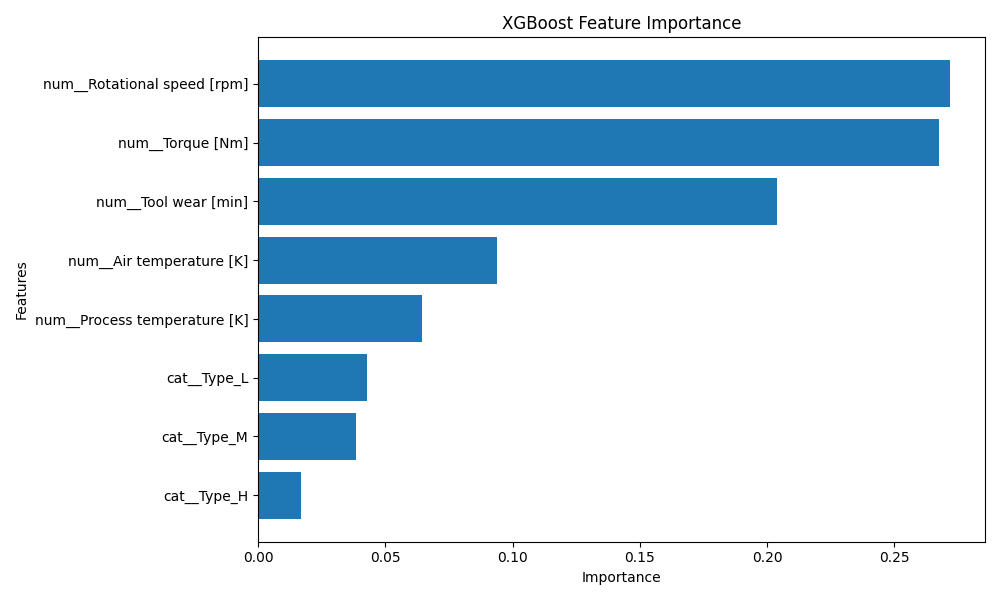 XGBoost Feature Importance
num__Rotational speed [rpm]
num__Torque [Nm]
num__Tool wear [min]
num__Air temperature [K]
num__Process temperature [K]
cat__Type_L
cat__Type_M
cat__Type_H
Features
0.00 0.05 0.10 0.15 0.20 0.25
Importance